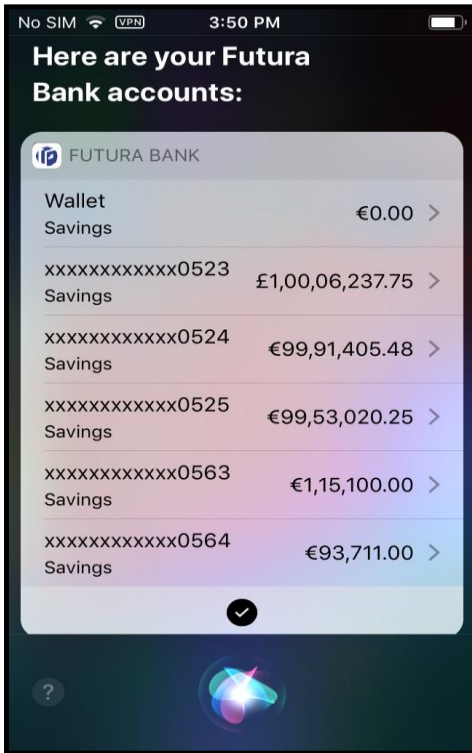 No SIM VPN 3:50 PM
Here are your Futura
Bank accounts:
FUTURA BANK
Wallet
Savings
€0.00
xxxxxxxxxxxx0523
Savings
£1,00,06,237.75
xxxxxxxxxxxx0524
Savings
€99,91,405.48
xxxxxxxxxxxx0525
Savings
€99,53,020.25
xxxxxxxxxxxx0563
Savings
€1,15,100.00
xxxxxxxxxxxx0564
Savings
€93,711.00
?